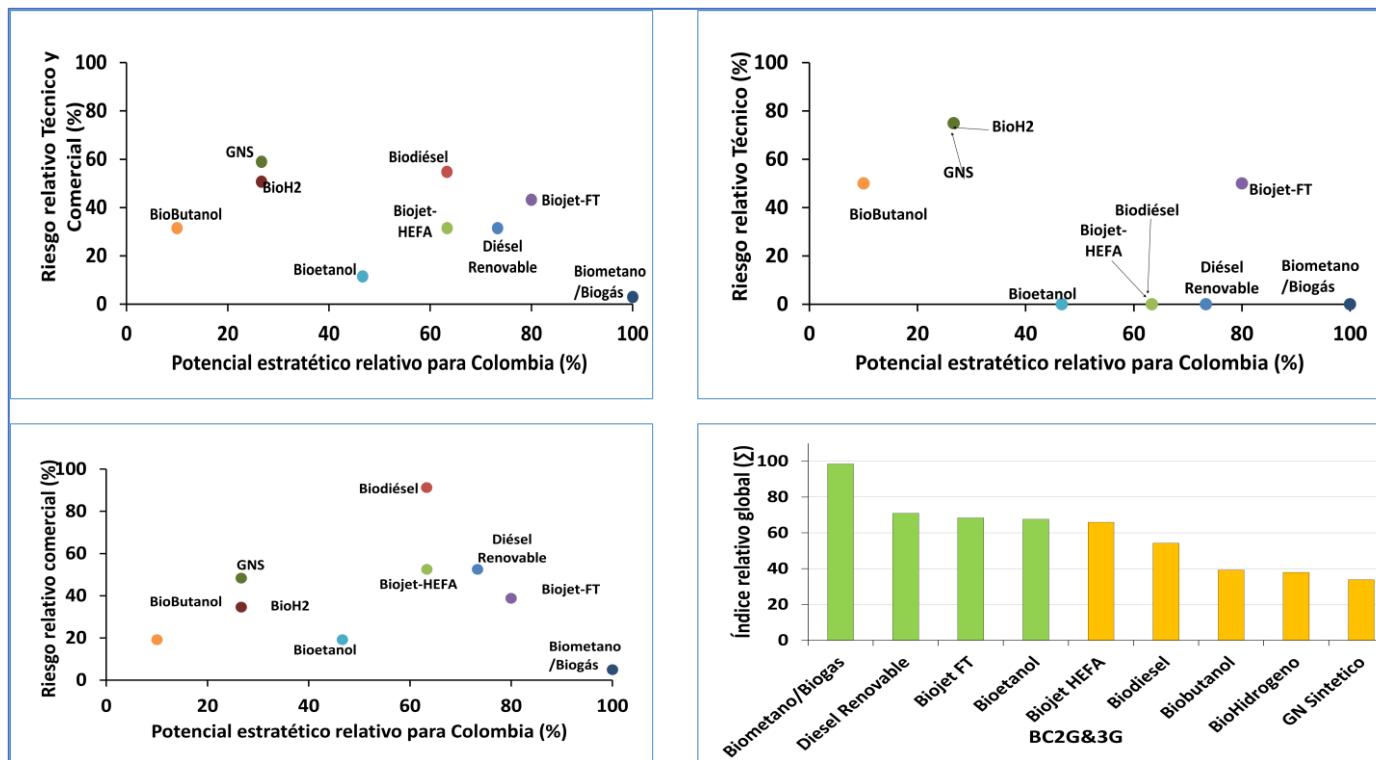 Riesgo relativo Técnico y
Comercial (%)
100
80
60
40
20
0
GNS
BioH2
BioButanol
Biodiésel
Biojet-
HEFA
Biojet-FT
Diésel
Renovable
Bioetanol
Biometano
/Biogás
0
20
40
60
80
100
Potencial estratético relativo para Colombia (%)
Riesgo relativo Técnico (%)
100
80
60
40
20
0
BioH2
GNS
BioButanol
Biojet-FT
Biodiésel
Biojet-
HEFA
Bioetanol
Diésel
Renovable
Biometano
/Biogás
0
20
40
60
80
100
Potencial estratético relativo para Colombia (%)
Riesgo relativo comercial (%)
100
80
60
40
20
0
Biodiésel
GNS
Diésel
Renovable
Biojet-HEFA
Biojet-FT
BioButanol
BioH2
Bioetanol
Biometano
/Biogás
0
20
40
60
80
100
Potencial estratético relativo para Colombia (%)
Índice relativo global (∑)
100
80
60
40
20
0
Biometano/Biogas
Diesel Renovable
Biojet FT
Bioetanol
Biojet HEFA
Biodiesel
Biobutanol
BioHidrogeno
GN Sintetico
BC2G&3G